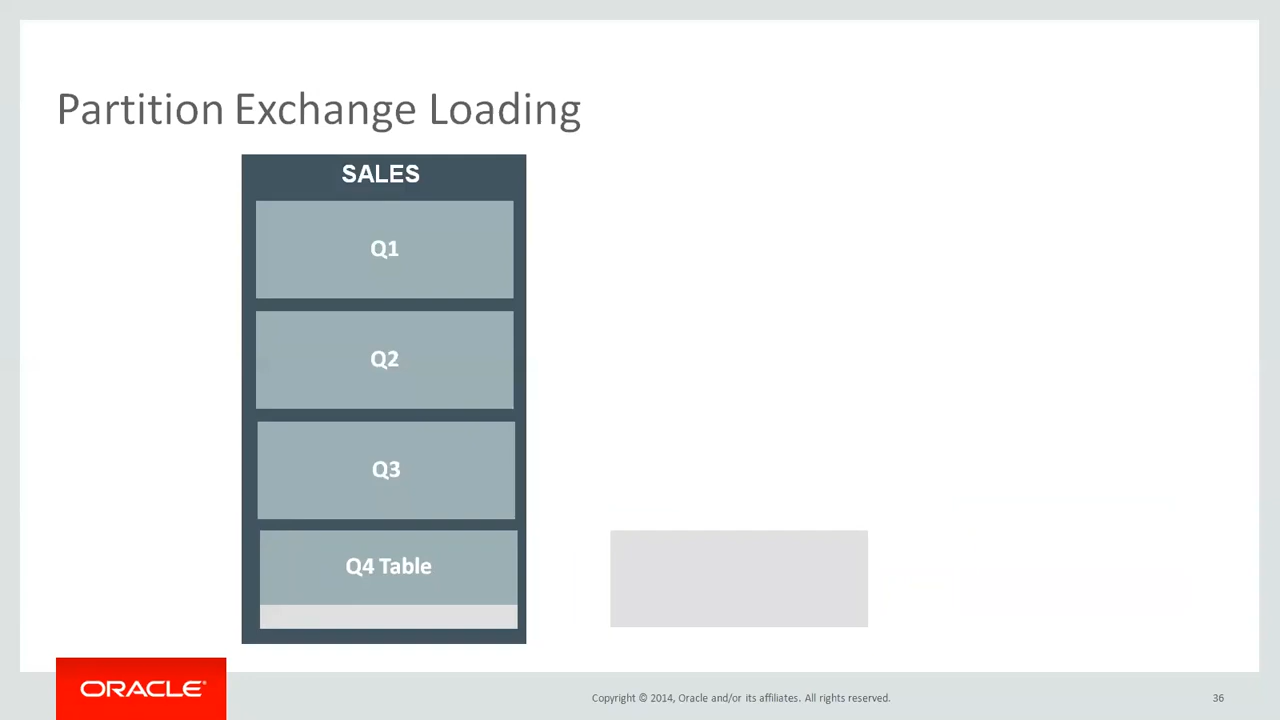 Partition Exchange Loading
SALES
Q1
Q2
Q3
Q4 Table
ORACLE®
Copyright © 2014, Oracle and/or its affiliates. All rights reserved.
36